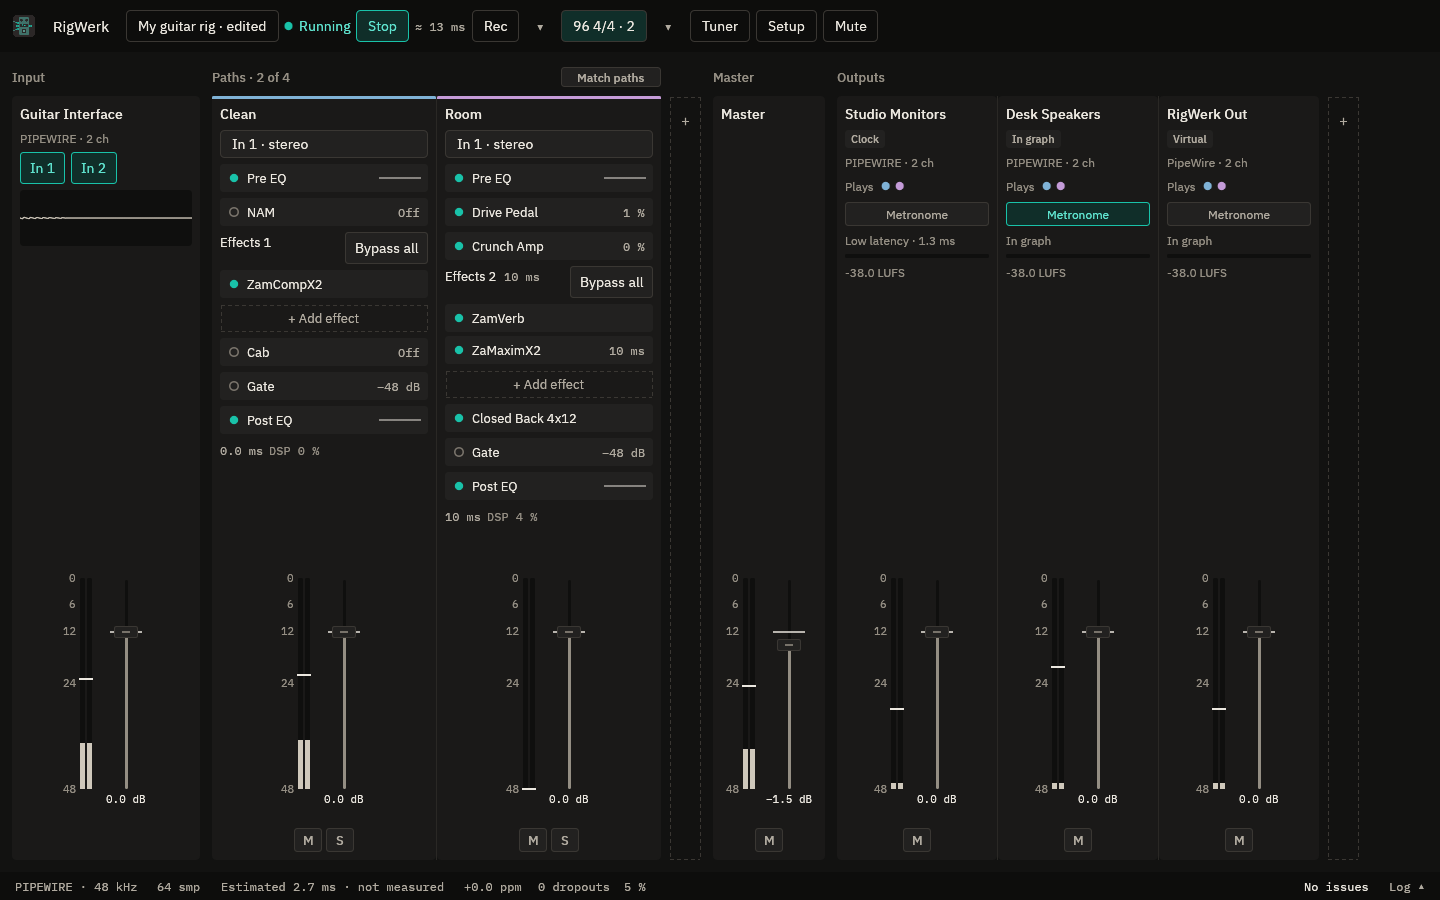 RigWerk
My guitar rig · edited
Running
Stop
≈ 13 ms
Rec
▾
96 4/4 · 2
▾
Tuner
Setup
Mute
Input
Guitar Interface
PIPEWIRE · 2 ch
In 1
In 2
0
6
12
24
48
0.0 dB
Paths · 2 of 4
Match paths
Clean
In 1 · stereo
Pre EQ
NAM
Off
Effects 1
Bypass all
ZamCompX2
+ Add effect
Cab
Off
Gate
−48 dB
Post EQ
0.0 ms DSP 0 %
0
6
12
24
48
0.0 dB
M
S
Room
In 1 · stereo
Pre EQ
Drive Pedal
1 %
Crunch Amp
0 %
Effects 2 10 ms
Bypass all
ZamVerb
ZaMaximX2
10 ms
+ Add effect
Closed Back 4x12
Gate
−48 dB
Post EQ
10 ms DSP 4 %
0
6
12
24
48
0.0 dB
M
S
+
Master
Master
0
6
12
24
48
−1.5 dB
M
Outputs
Studio Monitors
Clock
PIPEWIRE · 2 ch
Plays
Metronome
Low latency · 1.3 ms
-38.0 LUFS
0
6
12
24
48
0.0 dB
M
Desk Speakers
In graph
PIPEWIRE · 2 ch
Plays
Metronome
In graph
-38.0 LUFS
0
6
12
24
48
0.0 dB
M
RigWerk Out
Virtual
PipeWire · 2 ch
Plays
Metronome
In graph
-38.0 LUFS
0
6
12
24
48
0.0 dB
M
+
PIPEWIRE · 48 kHz
64 smp
Estimated 2.7 ms · not measured
+0.0 ppm
0 dropouts
5 %
No issues
Log ▴